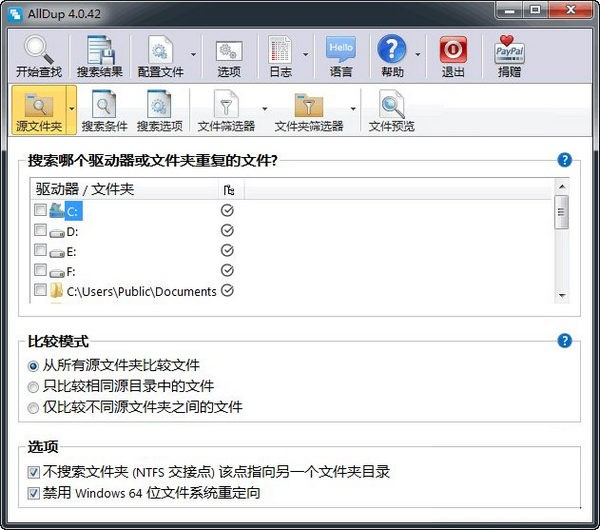 AllDup 4.0.42
开始查找 搜索结果 配置文件 选项 日志 Hello 语言 ? 帮助 退出 PayPal 捐赠
源文件夹 搜索条件 搜索选项 文件筛选器 文件夹筛选器 文件预览
搜索哪个驱动器或文件夹重复的文件? ?
驱动器 / 文件夹
C:
D:
E:
F:
C:\Users\Public\Documents
比较模式 ?
从所有源文件夹比较文件
只比较相同源目录中的文件
仅比较不同源文件夹之间的文件
选项
不搜索文件夹 (NTFS 交接点) 该点指向另一个文件夹目录
禁用 Windows 64 位文件系统重定向